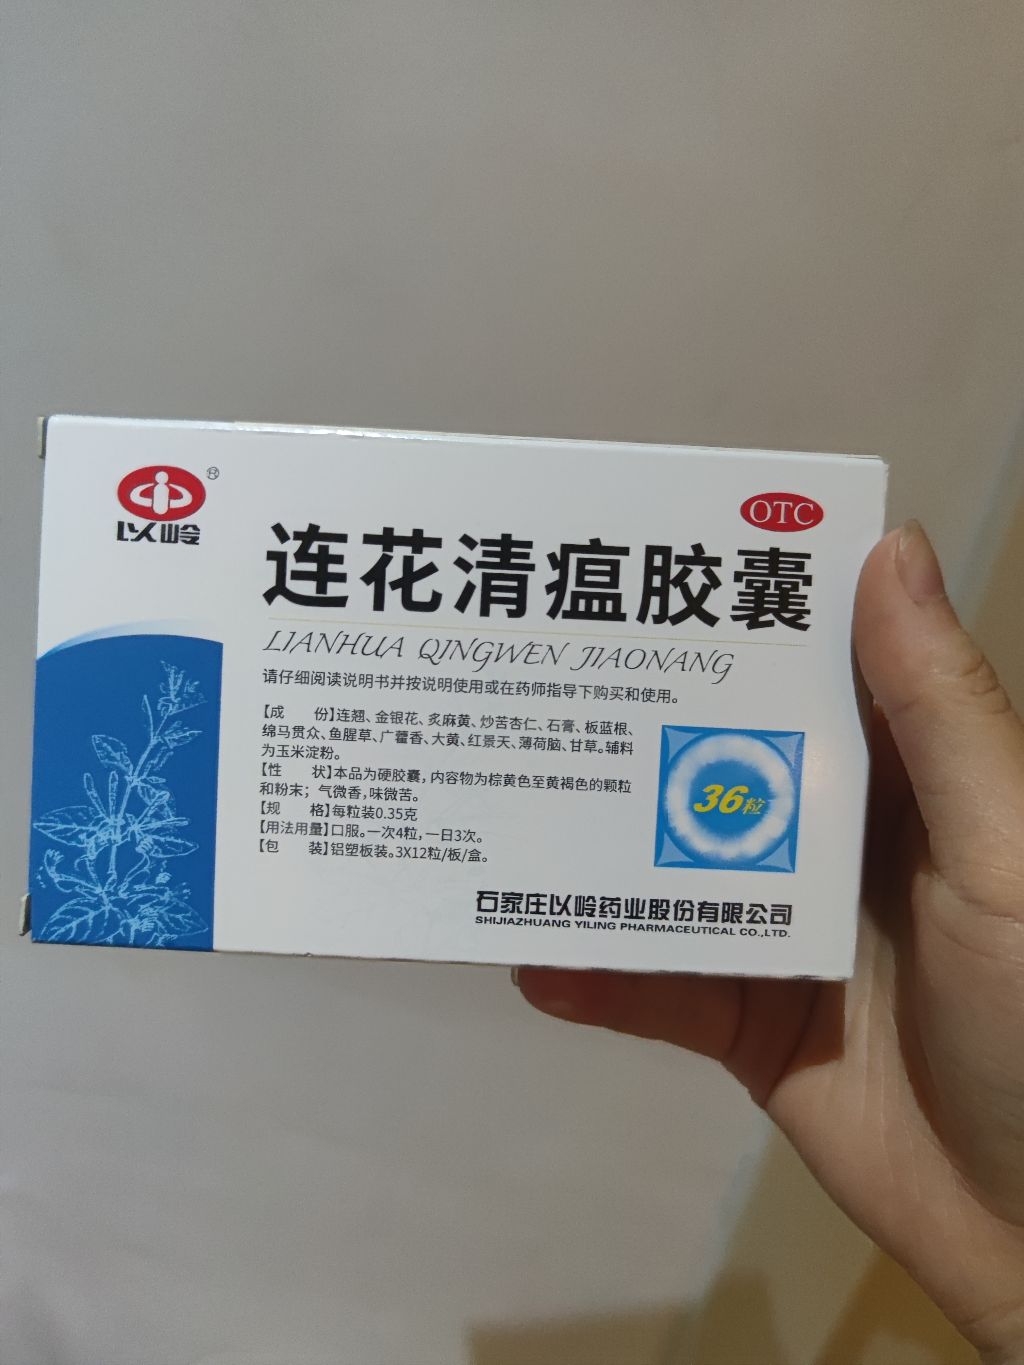 以岭
®
OTC
连花清瘟胶囊
LIANHUA QINGWEN JIAONANG
请仔细阅读说明书并按说明使用或在药师指导下购买和使用。
【成 份】连翘、金银花、炙麻黄、炒苦杏仁、石膏、板蓝根、
绵马贯众、鱼腥草、广藿香、大黄、红景天、薄荷脑、甘草。辅料
为玉米淀粉。
【性 状】本品为硬胶囊，内容物为棕黄色至黄褐色的颗粒
和粉末；气微香，味微苦。
【规 格】每粒装0.35克
【用法用量】口服。一次4粒，一日3次。
【包 装】铝塑板装。3X12粒/板/盒。
36粒
石家庄以岭药业股份有限公司
SHIJIAZHUANG YILING PHARMACEUTICAL CO.,LTD.